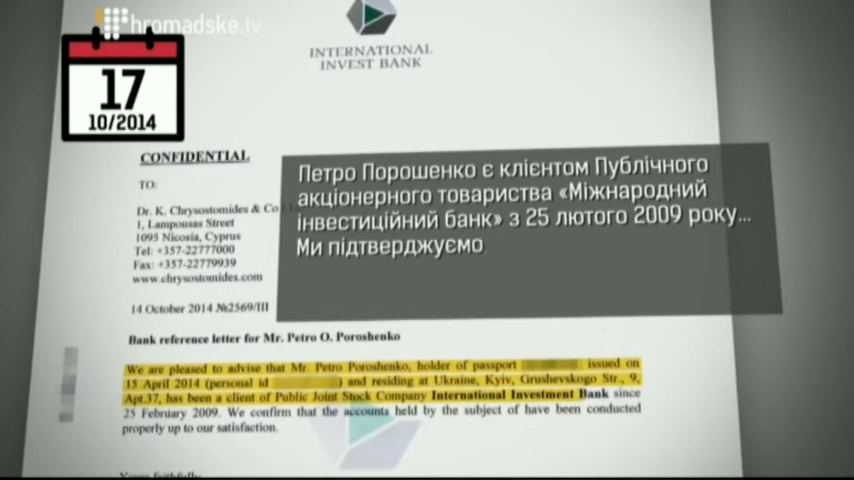 hromadske.tv
17
10/2014
INTERNATIONAL
INVEST BANK
CONFIDENTIAL
TO:
Dr. K. Chrysostomides & Co
1, Lampousas Street
1095 Nicosia, Cyprus
Tel: +357-22777000
Fax: +357-22779939
www.chrysostomides.com
Петро Порошенко є клієнтом Публічного
акціонерного товариства «Міжнародний
інвестиційний банк» з 25 лютого 2009 року...
Ми підтверджуємо
14 October 2014 №2569/III
Bank reference letter for Mr. Petro O. Poroshenko
We are pleased to advise that Mr. Petro Poroshenko, holder of passport issued on
15 April 2014 (personal id ) and residing at Ukraine, Kyiv, Grushevskogo Str., 9,
Apt.37, has been a client of Public Joint Stock Company International Investment Bank since
25 February 2009. We confirm that the accounts held by the subject of have been conducted
properly up to our satisfaction.